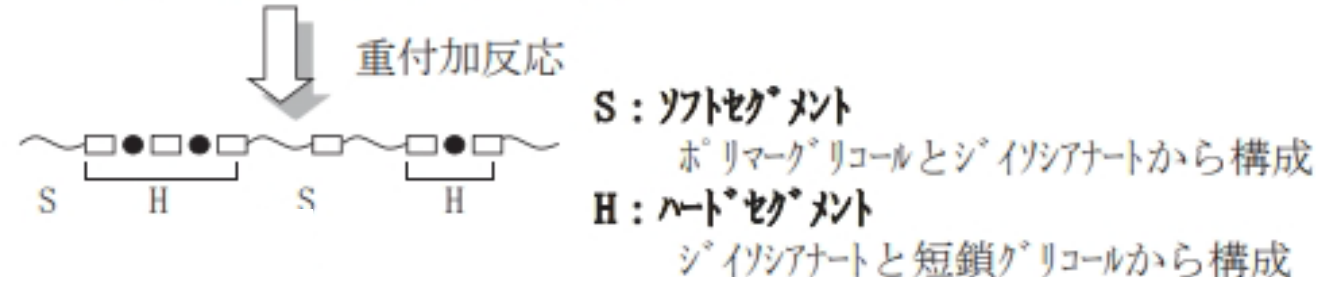 重付加反応
S:ソフトセグメント
ポリマーグリコールとジイソシアナートから構成
S H S H
H:ハードセグメント
ジイソシアナートと短鎖グリコールから構成